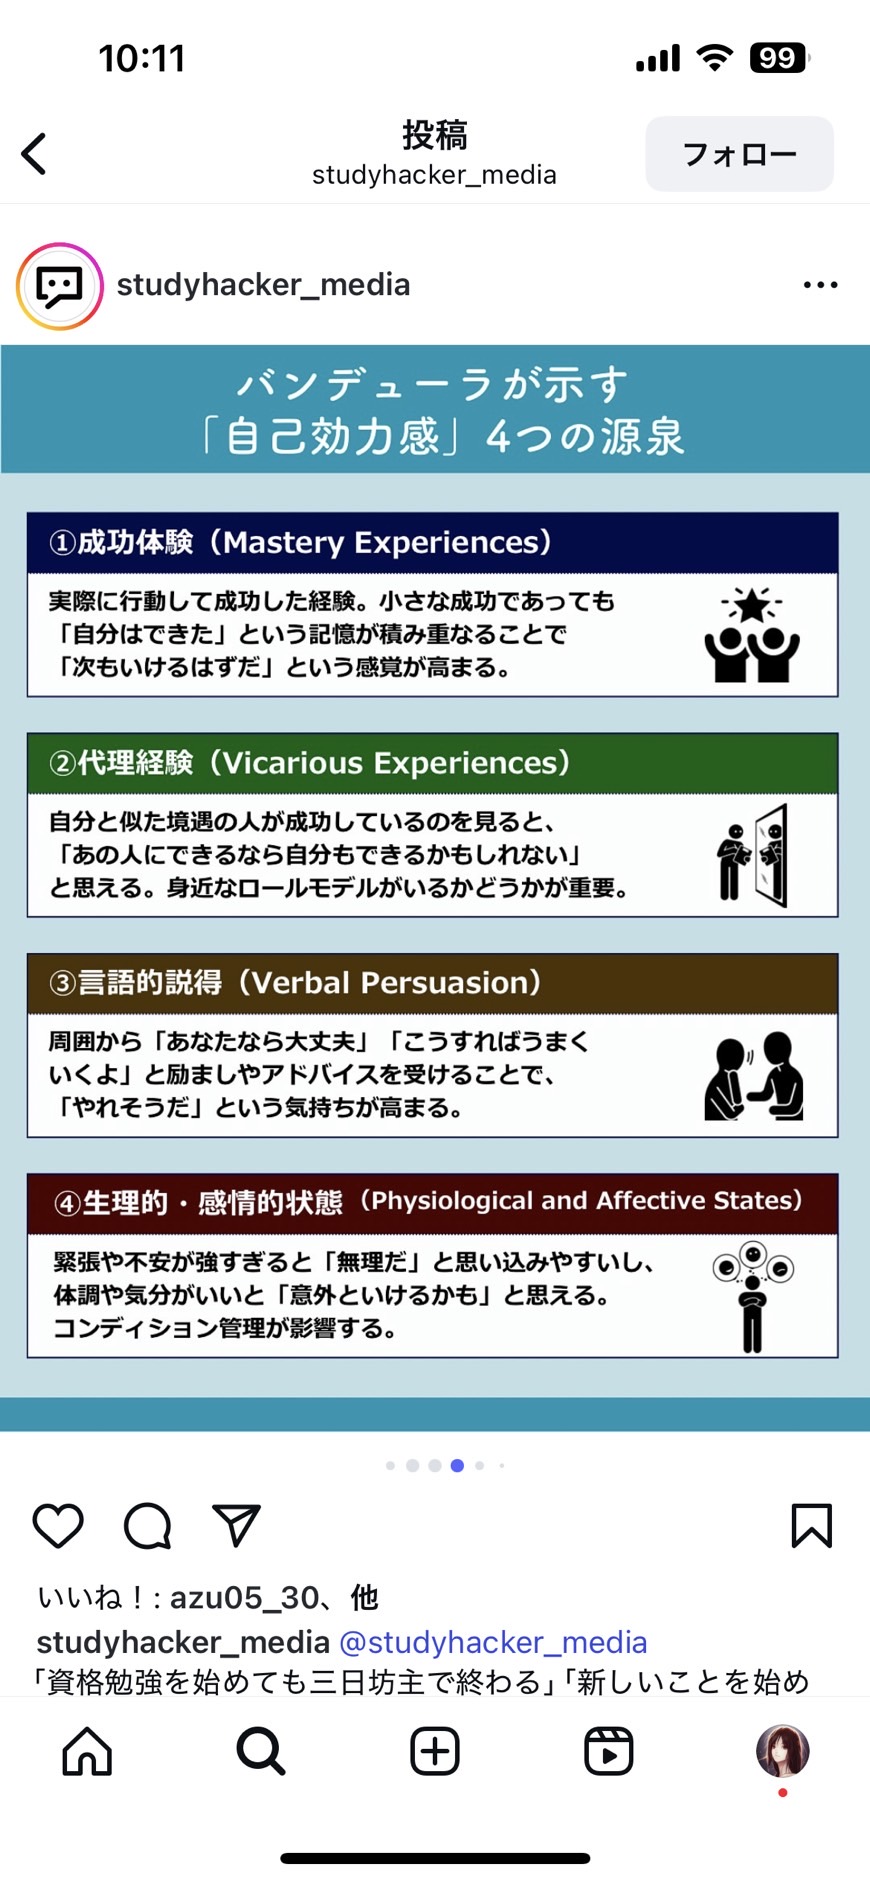 10:11
99
投稿
studyhacker_media
フォロー
studyhacker_media
バンデューラが示す
「自己効力感」4つの源泉
①成功体験（Mastery Experiences）
実際に行動して成功した経験。小さな成功であっても
「自分はできた」という記憶が積み重なることで
「次もいけるはずだ」という感覚が高まる。
②代理経験（Vicarious Experiences）
自分と似た境遇の人が成功しているのを見ると、
「あの人にできるなら自分もできるかもしれない」
と思える。身近なロールモデルがいるかどうかが重要。
③言語的説得（Verbal Persuasion）
周囲から「あなたなら大丈夫」「こうすればうまく
いくよ」と励ましやアドバイスを受けることで、
「やれそうだ」という気持ちが高まる。
④生理的・感情的状態（Physiological and Affective States）
緊張や不安が強すぎると「無理だ」と思い込みやすいし、
体調や気分がいいと「意外といけるかも」と思える。
コンディション管理が影響する。
いいね！: azu05_30、他
studyhacker_media @studyhacker_media
「資格勉強を始めても三日坊主で終わる」「新しいことを始め